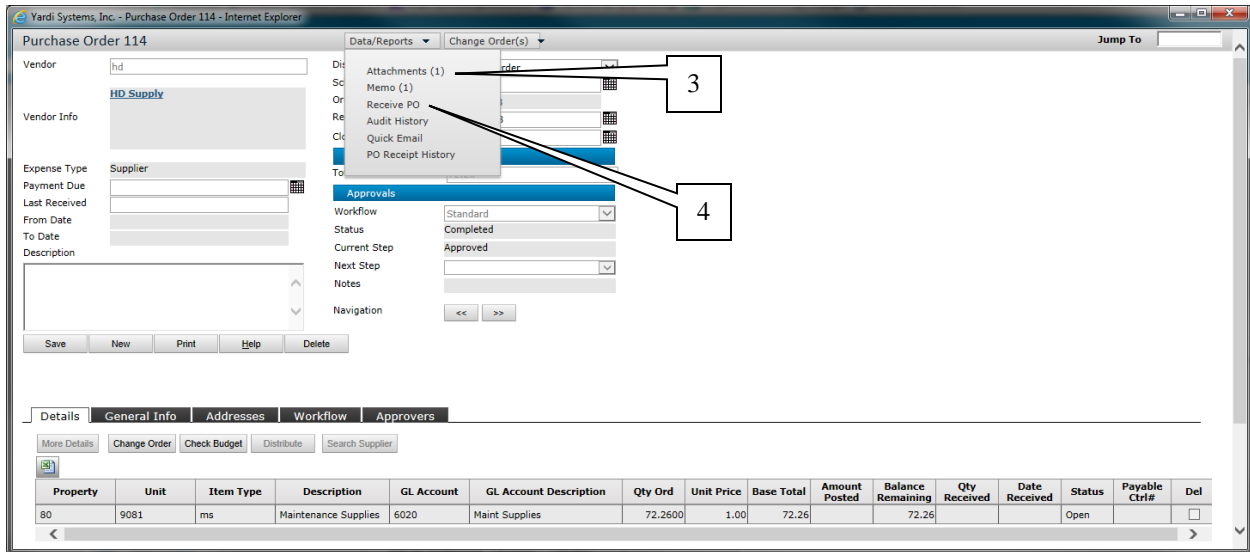 Yardi Systems, Inc. - Purchase Order 114 - Internet Explorer
Purchase Order 114 Data/Reports Change Order(s) Jump To
Vendor hd
HD Supply
Vendor Info
Expense Type Supplier
Payment Due
Last Received
From Date
To Date
Description
Attachments (1)
Memo (1)
Receive PO
Audit History
Quick Email
PO Receipt History
3
4
Approvals
Workflow Standard
Status Completed
Current Step Approved
Next Step
Notes
Navigation << >>
Save New Print Help Delete
Details General Info Addresses Workflow Approvers
More Details Change Order Check Budget Distribute Search Supplier
Property Unit Item Type Description GL Account GL Account Description Qty Ord Unit Price Base Total Amount Posted Balance Remaining Qty Received Date Received Status Payable Ctrl# Del
80 9081 ms Maintenance Supplies 6020 Maint Supplies 72.2600 1.00 72.26 72.26 Open